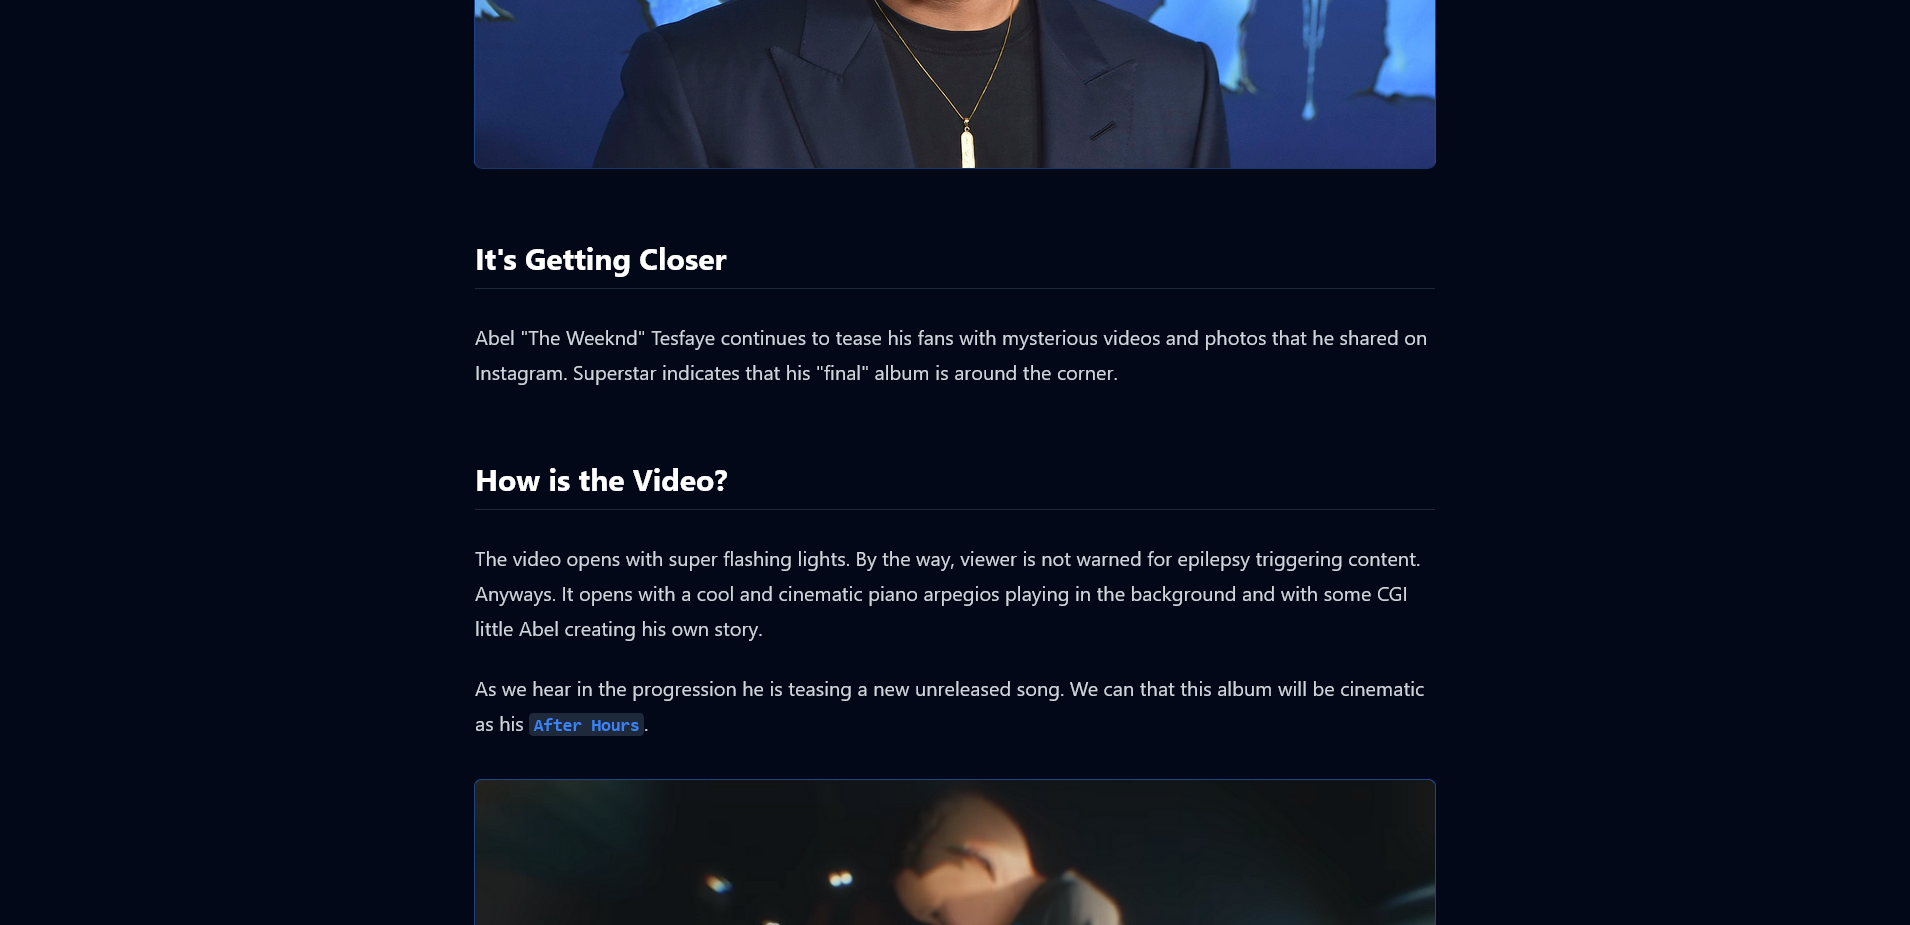 It's Getting Closer
Abel "The Weeknd" Tesfaye continues to tease his fans with mysterious videos and photos that he shared on
Instagram. Superstar indicates that his "final" album is around the corner.
How is the Video?
The video opens with super flashing lights. By the way, viewer is not warned for epilepsy triggering content.
Anyways. It opens with a cool and cinematic piano arpegios playing in the background and with some CGI
little Abel creating his own story.
As we hear in the progression he is teasing a new unreleased song. We can that this album will be cinematic
as his After Hours.